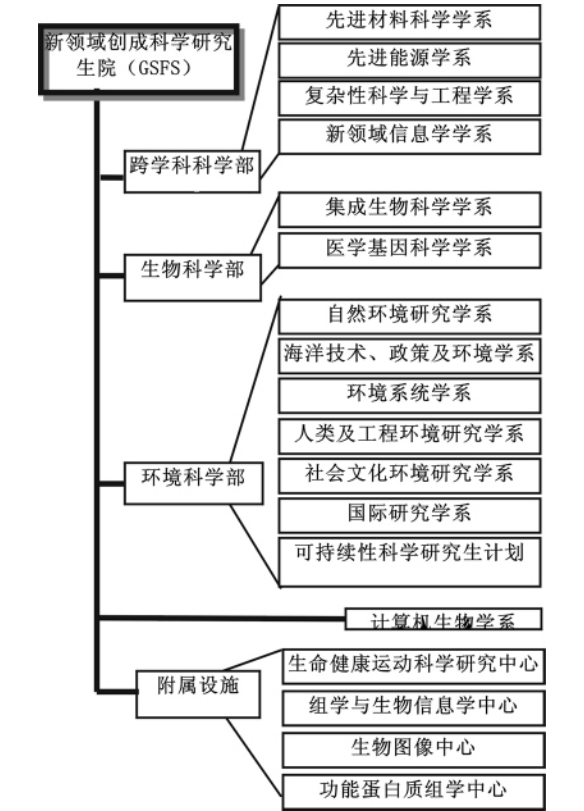 新领域创成科学研究
生院（GSFS）
先进材料科学学系
先进能源学系
复杂性科学与工程学系
新领域信息学学系
跨学科科学部
集成生物科学学系
医学基因科学学系
生物科学部
自然环境研究学系
海洋技术、政策及环境学系
环境系统学系
人类及工程环境研究学系
社会文化环境研究学系
国际研究学系
可持续性科学研究生计划
环境科学部
计算机生物学系
生命健康运动科学研究中心
组学与生物信息学中心
生物图像中心
功能蛋白质组学中心
附属设施